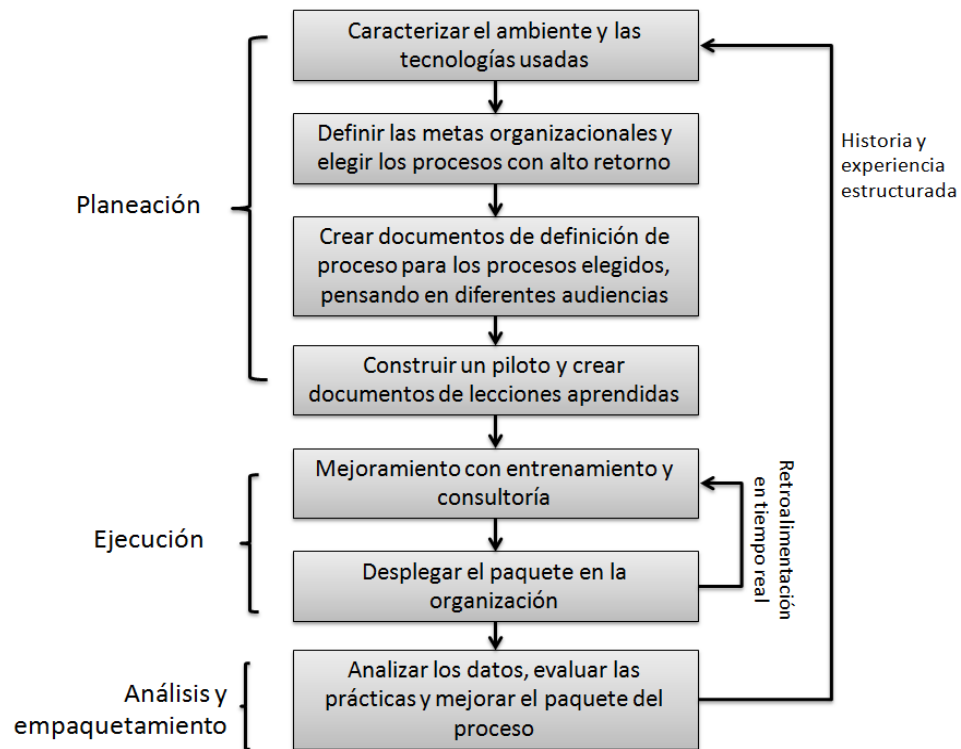 Caracterizar el ambiente y las
tecnologías usadas
Definir las metas organizacionales y
elegir los procesos con alto retorno
Historia y
experiencia
estructurada
Planeación
Crear documentos de definición de
proceso para los procesos elegidos,
pensando en diferentes audiencias
Construir un piloto y crear
documentos de lecciones aprendidas
Mejoramiento con entrenamiento y
consultoría
Retroalimentación
en tiempo real
Ejecución
Desplegar el paquete en la
organización
Análisis y
empaquetamiento
Analizar los datos, evaluar las
prácticas y mejorar el paquete del
proceso